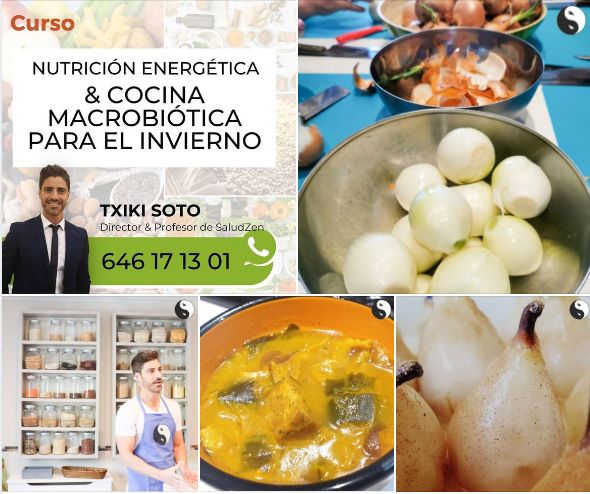 Curso
NUTRICIÓN ENERGÉTICA
& COCINA
MACROBIÓTICA
PARA EL INVIERNO
TXIKI SOTO
Director & Profesor de SaludZen
646 17 13 01